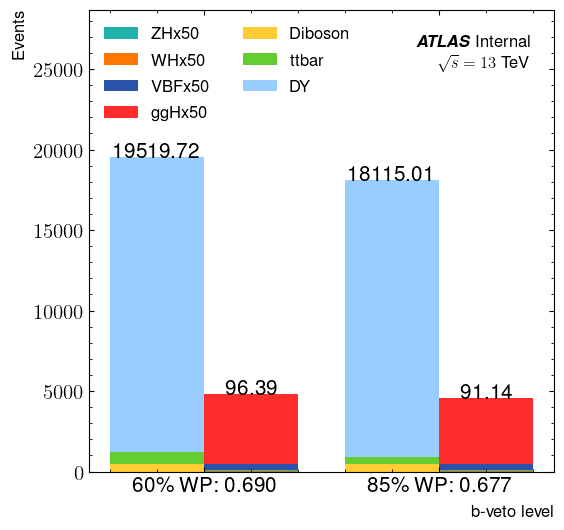 Events
ZHx50
WHx50
VBFx50
ggHx50
Diboson
ttbar
DY
ATLAS Internal
√s = 13 TeV
25000
20000
15000
10000
5000
0
19519.72
96.39
18115.01
91.14
60% WP: 0.690
85% WP: 0.677
b-veto level